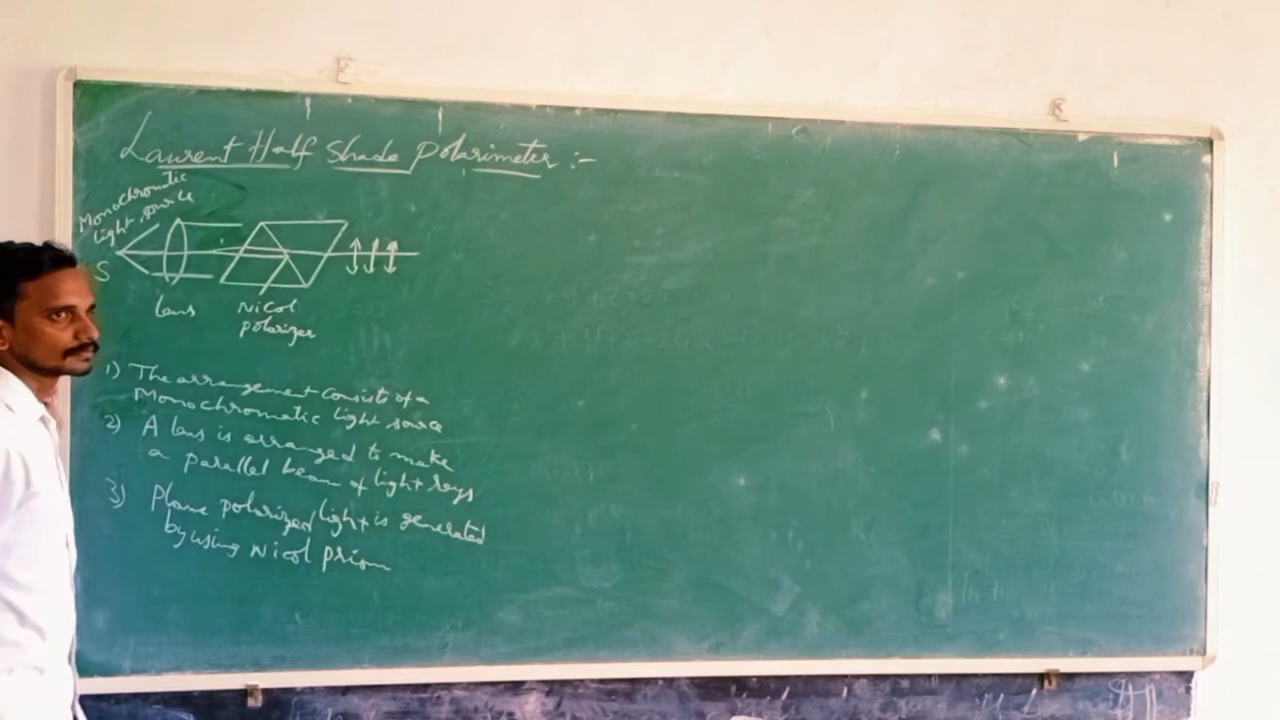 Laurent Half Shade Polarimeter :-
Monochromatic
light source
S
Lens
Nicol
polarizer
1) The arrangement consists of a
Monochromatic light source
2) A lens is arranged to make
a parallel beam of light rays
3) Plane polarized light is generated
by using Nicol prism